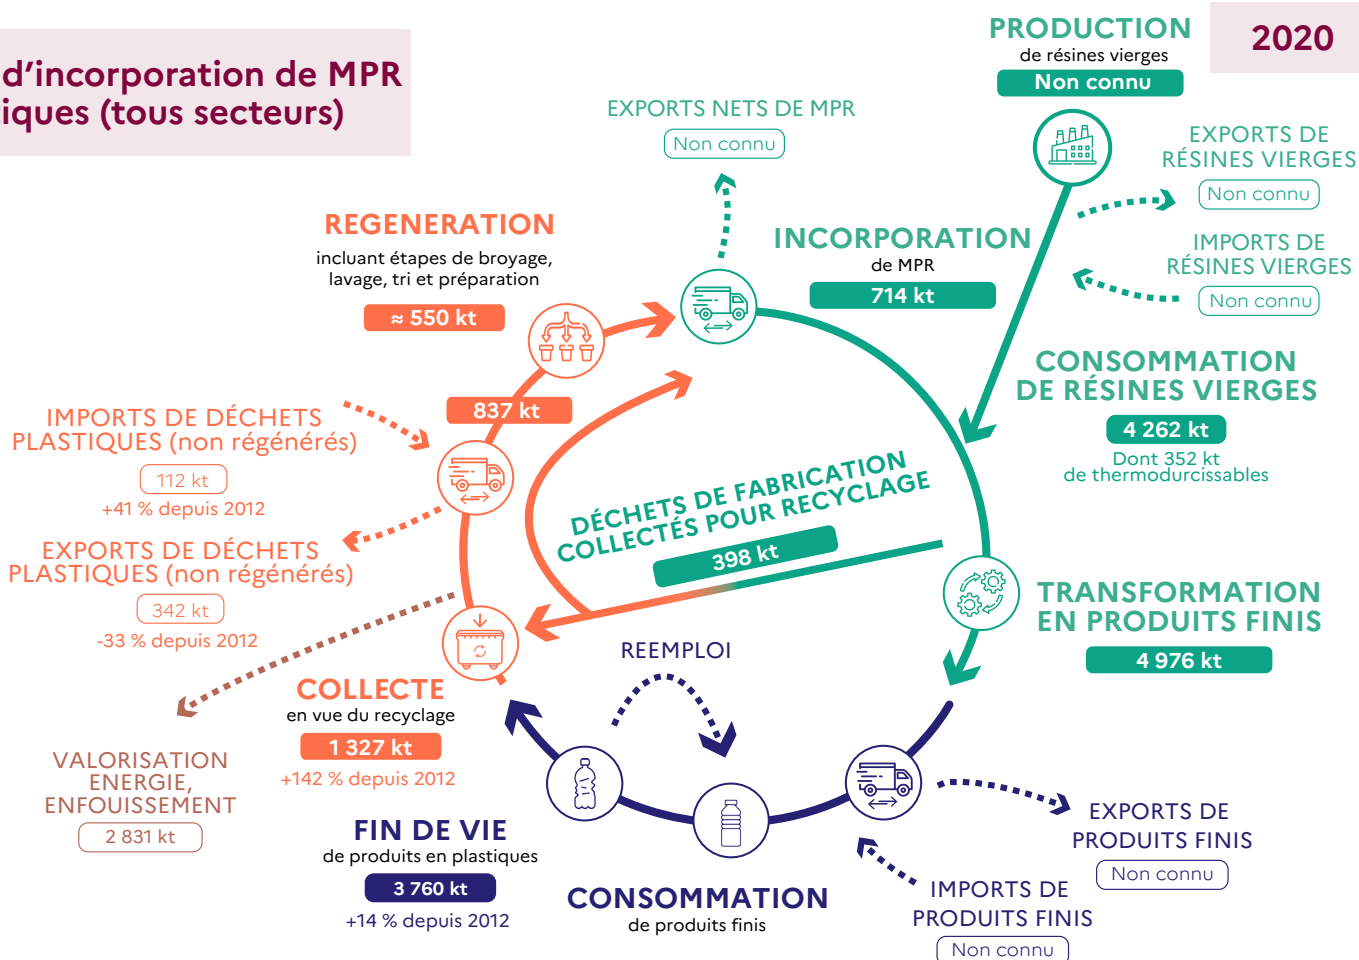 d’incorporation de MPR
iques (tous secteurs)
2020
PRODUCTION
de résines vierges
Non connu
EXPORTS NETS DE MPR
Non connu
EXPORTS DE
RÉSINES VIERGES
Non connu
IMPORTS DE
RÉSINES VIERGES
Non connu
REGENERATION
incluant étapes de broyage,
lavage, tri et préparation
≈ 550 kt
INCORPORATION
de MPR
714 kt
CONSOMMATION
DE RÉSINES VIERGES
4 262 kt
Dont 352 kt
de thermodurcissables
837 kt
IMPORTS DE DÉCHETS
PLASTIQUES (non régénérés)
112 kt
+41 % depuis 2012
EXPORTS DE DÉCHETS
PLASTIQUES (non régénérés)
342 kt
-33 % depuis 2012
DÉCHETS DE FABRICATION
COLLECTÉS POUR RECYCLAGE
398 kt
TRANSFORMATION
EN PRODUITS FINIS
4 976 kt
REEMPLOI
COLLECTE
en vue du recyclage
1 327 kt
+142 % depuis 2012
VALORISATION
ENERGIE,
ENFOUISSEMENT
2 831 kt
FIN DE VIE
de produits en plastiques
3 760 kt
+14 % depuis 2012
CONSOMMATION
de produits finis
EXPORTS DE
PRODUITS FINIS
Non connu
IMPORTS DE
PRODUITS FINIS
Non connu